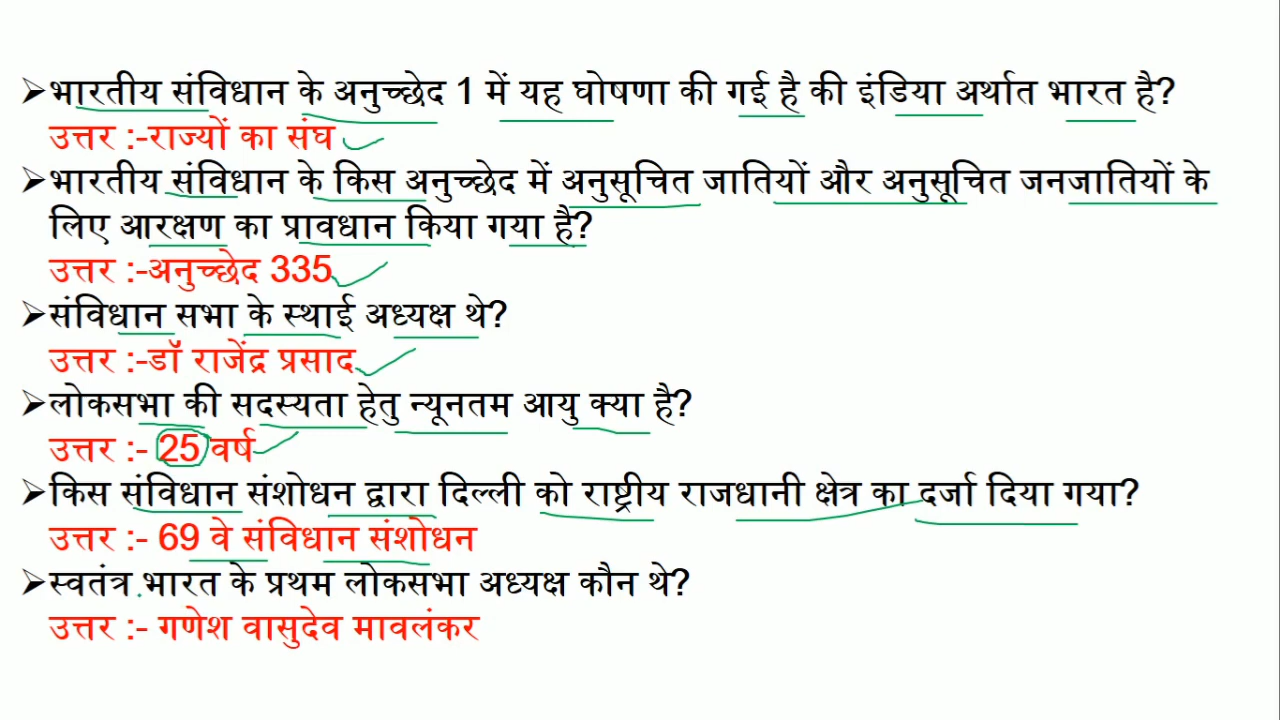 ➢भारतीय संविधान के अनुच्छेद 1 में यह घोषणा की गई है की इंडिया अर्थात भारत है?
उत्तर :-राज्यों का संघ
➢भारतीय संविधान के किस अनुच्छेद में अनुसूचित जातियों और अनुसूचित जनजातियों के
लिए आरक्षण का प्रावधान किया गया है?
उत्तर :-अनुच्छेद 335
➢संविधान सभा के स्थाई अध्यक्ष थे?
उत्तर :-डॉ राजेंद्र प्रसाद
➢लोकसभा की सदस्यता हेतु न्यूनतम आयु क्या है?
उत्तर :- 25 वर्ष
➢किस संविधान संशोधन द्वारा दिल्ली को राष्ट्रीय राजधानी क्षेत्र का दर्जा दिया गया?
उत्तर :- 69 वे संविधान संशोधन
➢स्वतंत्र भारत के प्रथम लोकसभा अध्यक्ष कौन थे?
उत्तर :- गणेश वासुदेव मावलंकर